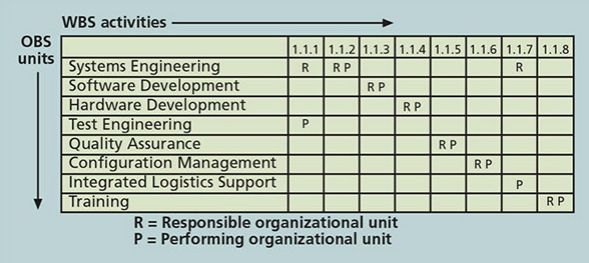 WBS activities
OBS
units
1.1.1 1.1.2 1.1.3 1.1.4 1.1.5 1.1.6 1.1.7 1.1.8
Systems Engineering R R P R
Software Development R P
Hardware Development R P
Test Engineering P
Quality Assurance R P
Configuration Management R P
Integrated Logistics Support P
Training R P
R = Responsible organizational unit
P = Performing organizational unit